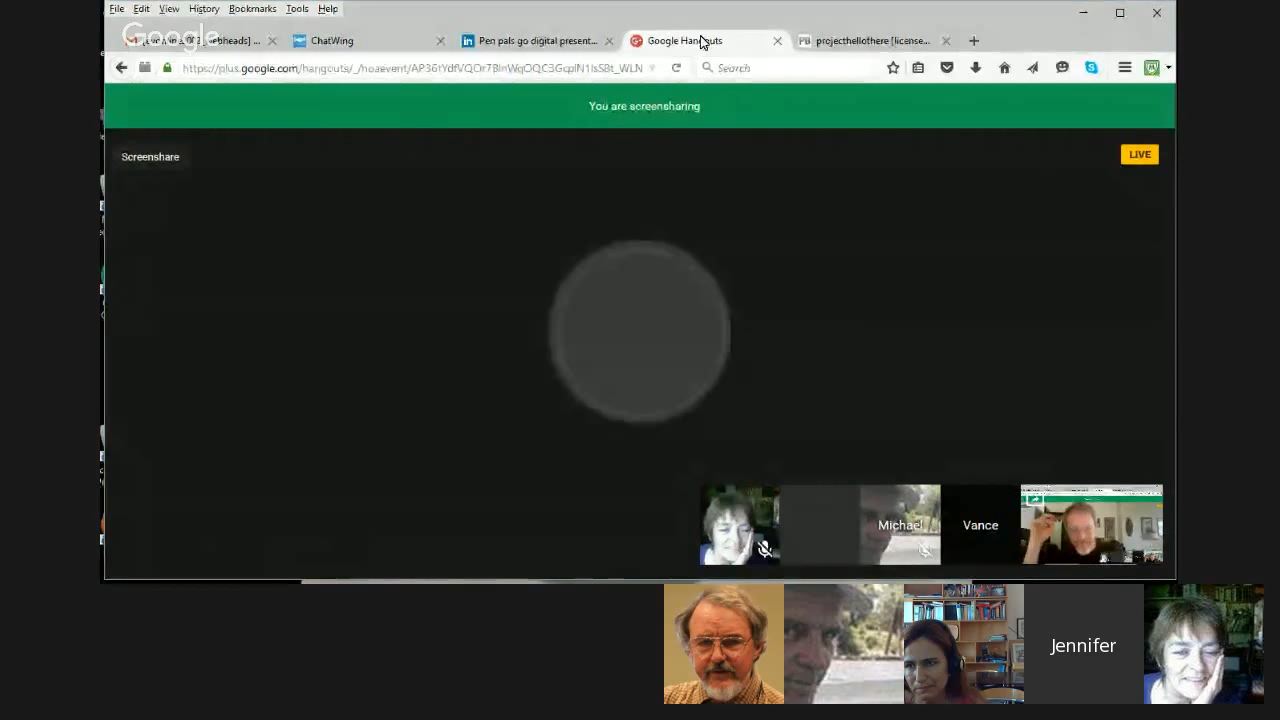 File Edit View History Bookmarks Tools Help
Google
ChatWing
Pen pals go digital present...
Google Hangouts
projecthellothere [license...
Search
You are screensharing
Screenshare
LIVE
Michael
Vance
Jennifer